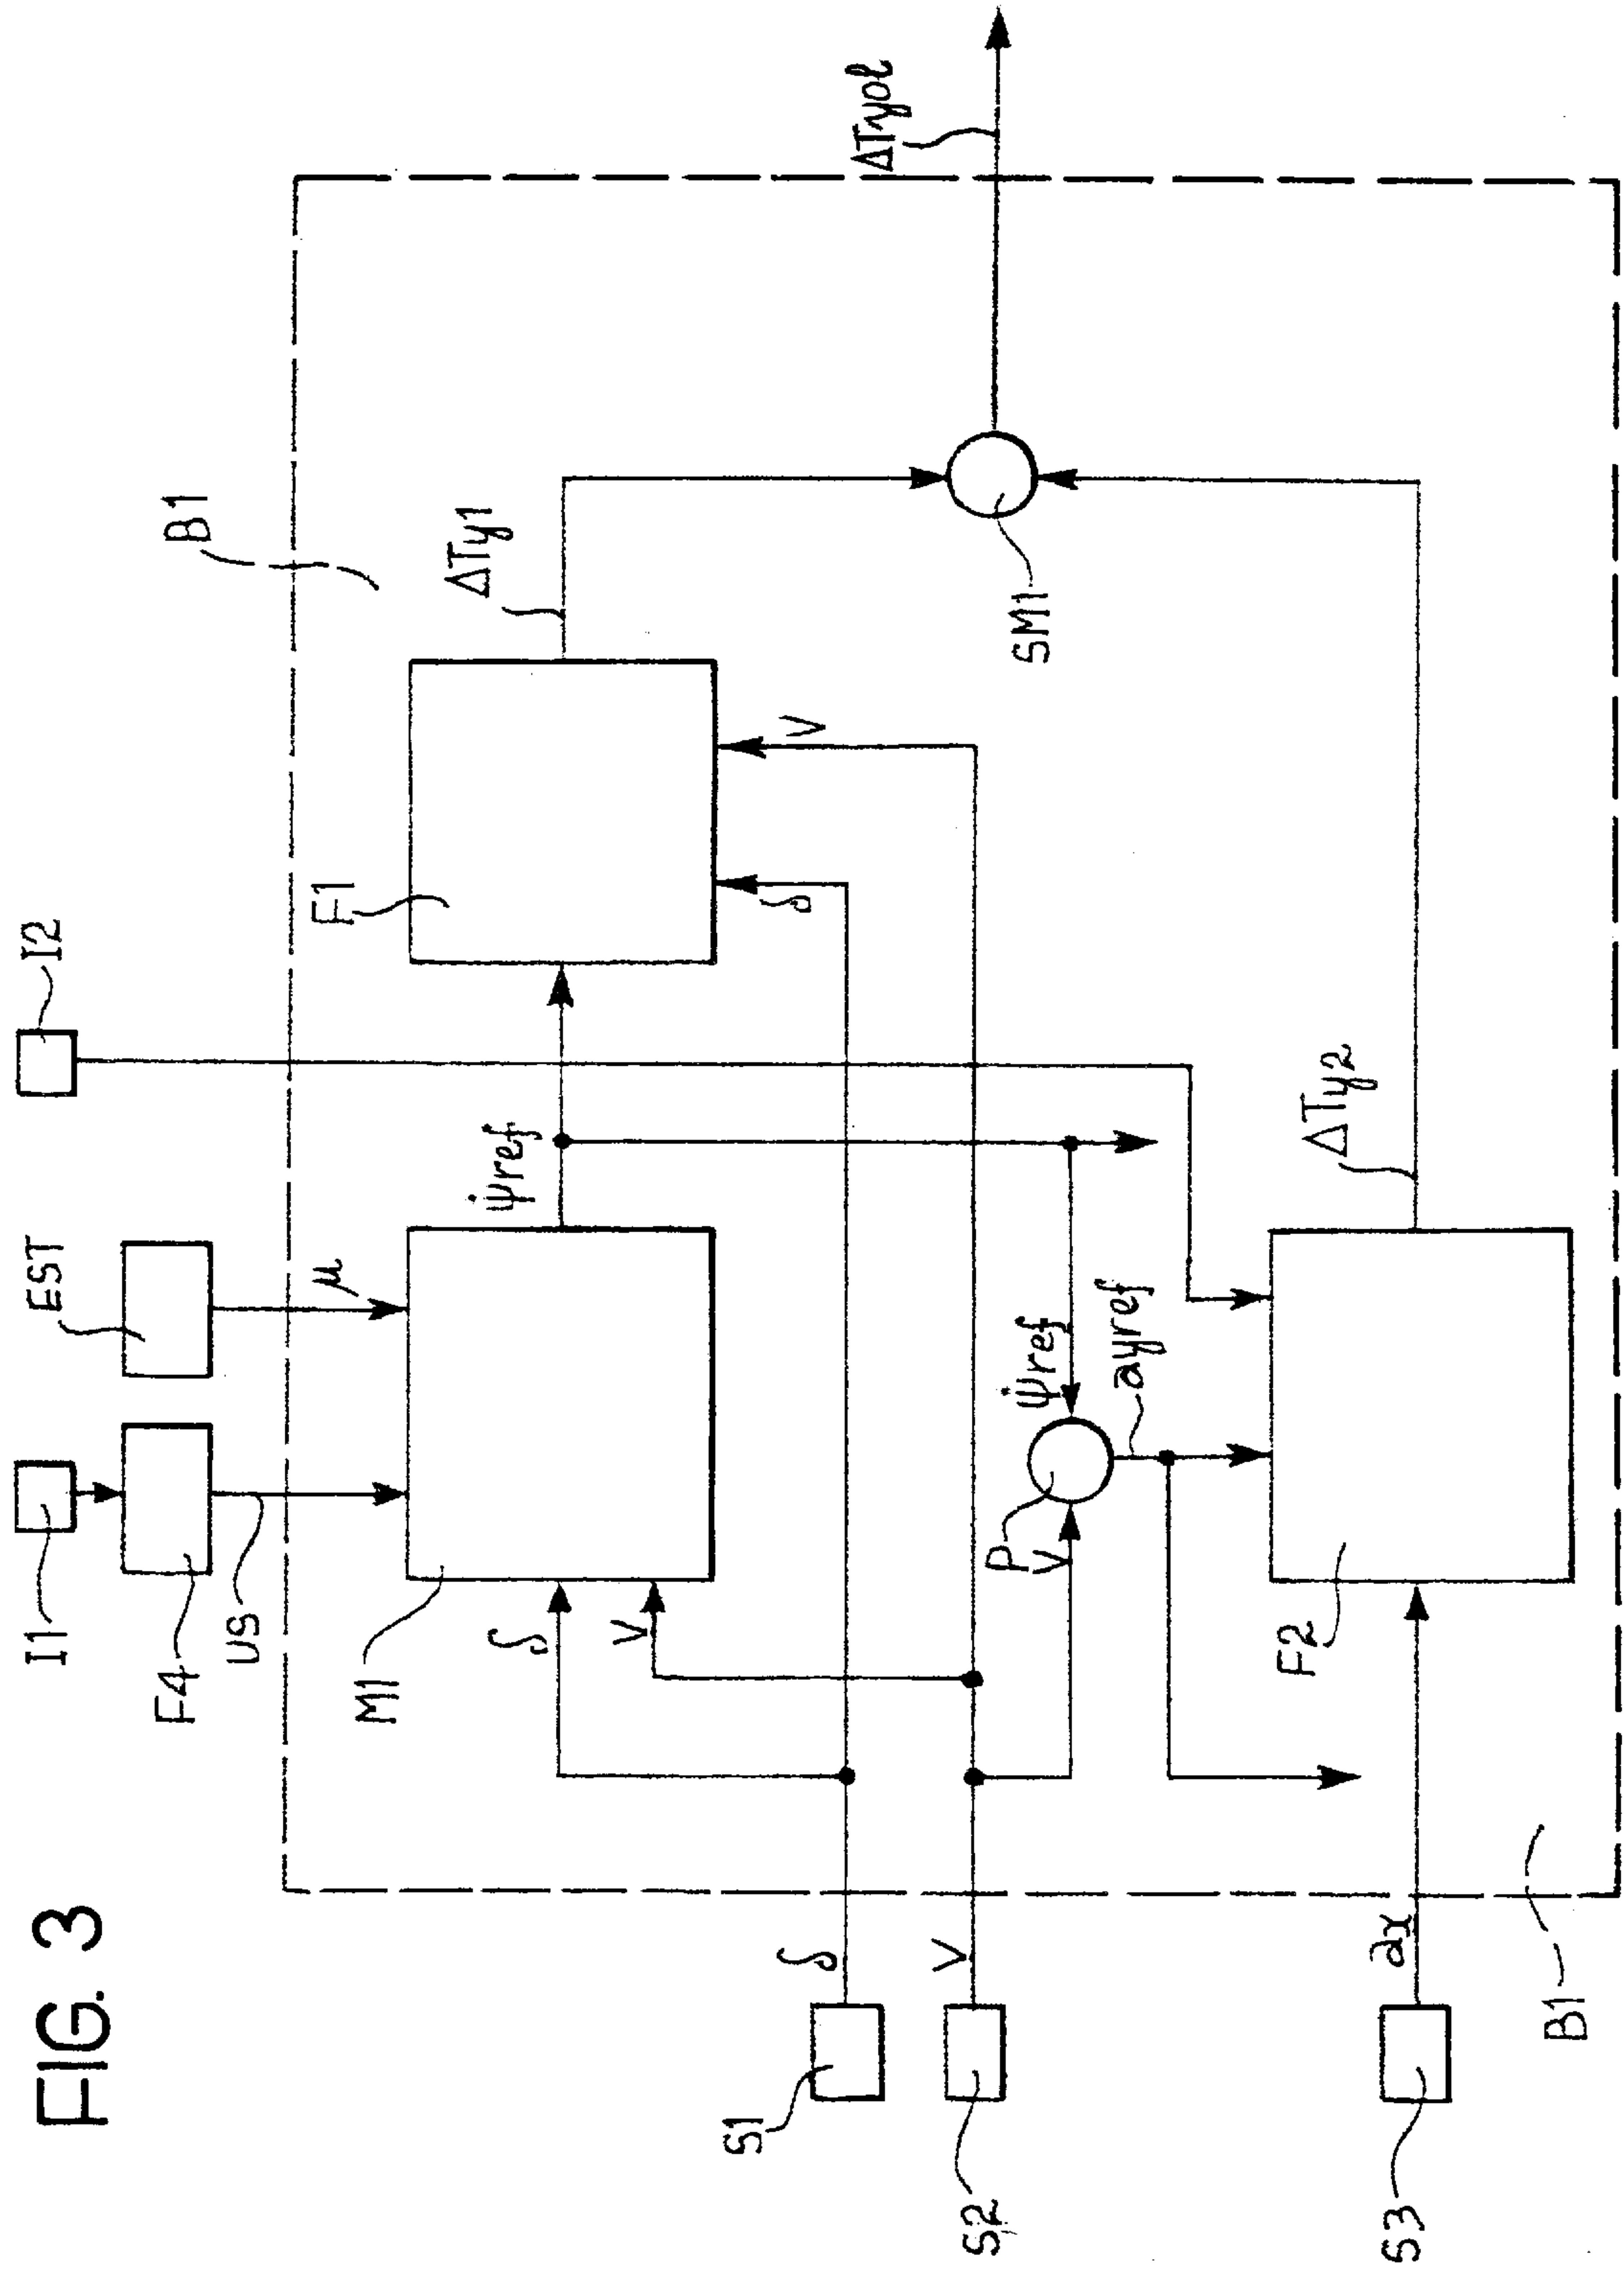 FIG. 3
I1
EST
I2
F4
US
μ
B1
M1
ψ̇ref
F1
ΔTy1
δ
V
δ
V
S1
δ
ΔTyol
S2
V
P
V
ψ̇ref
ayref
SM1
F2
ΔTy2
S3
ax
B1